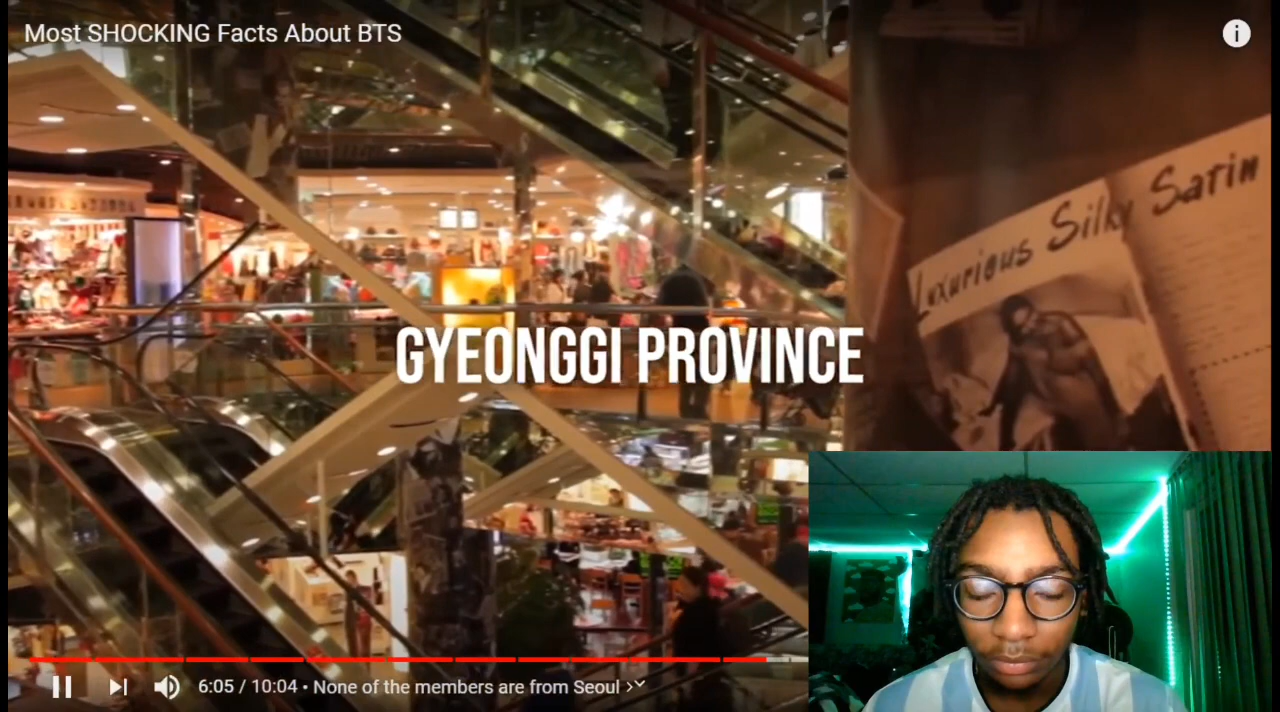 Most SHOCKING Facts About BTS
Luxurious Silky Satin
GYEONGGI PROVINCE
6:05 / 10:04 • None of the members are from Seoul